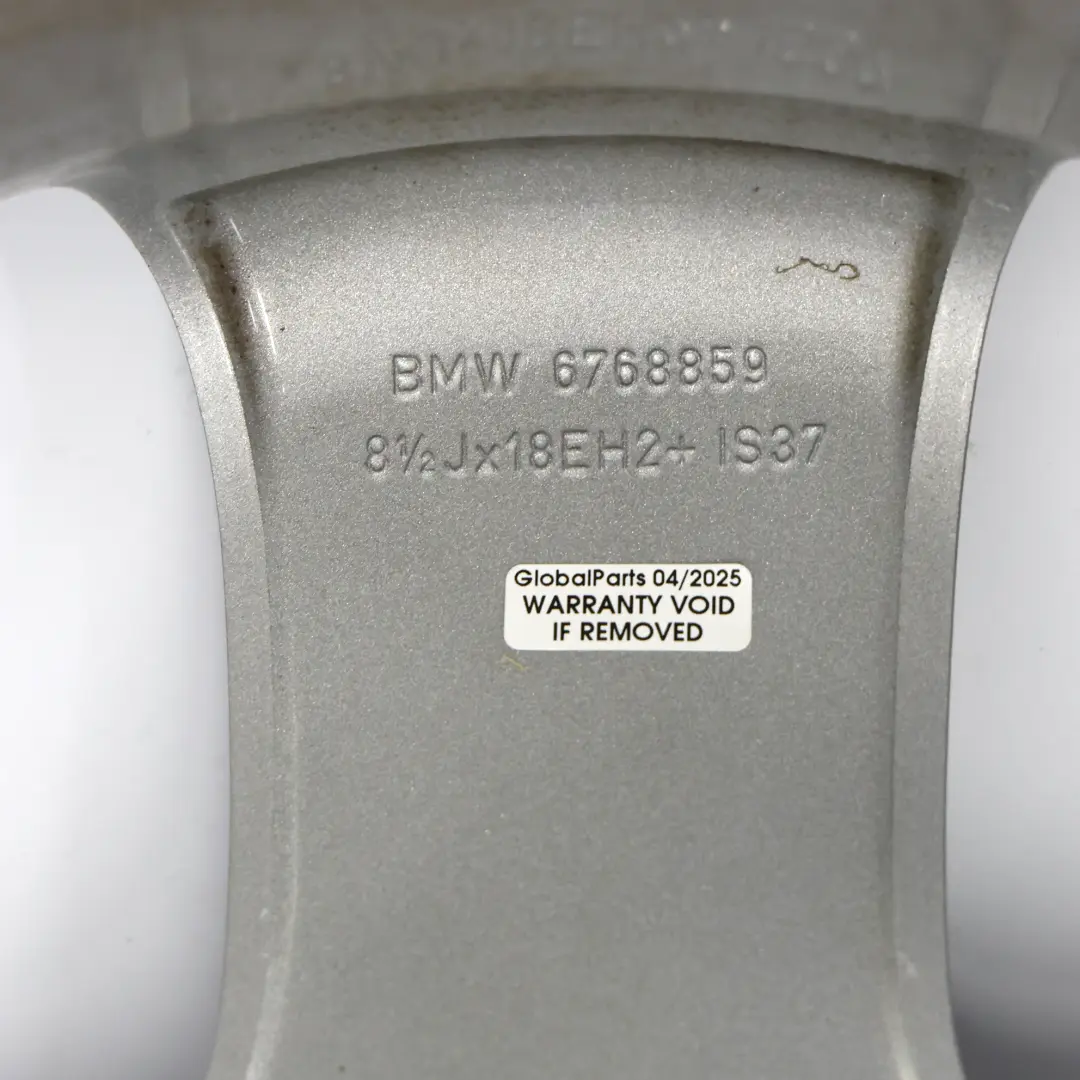 BMW 6768859
8½Jx18EH2+ IS37
GlobalParts 04/2025
WARRANTY VOID
IF REMOVED